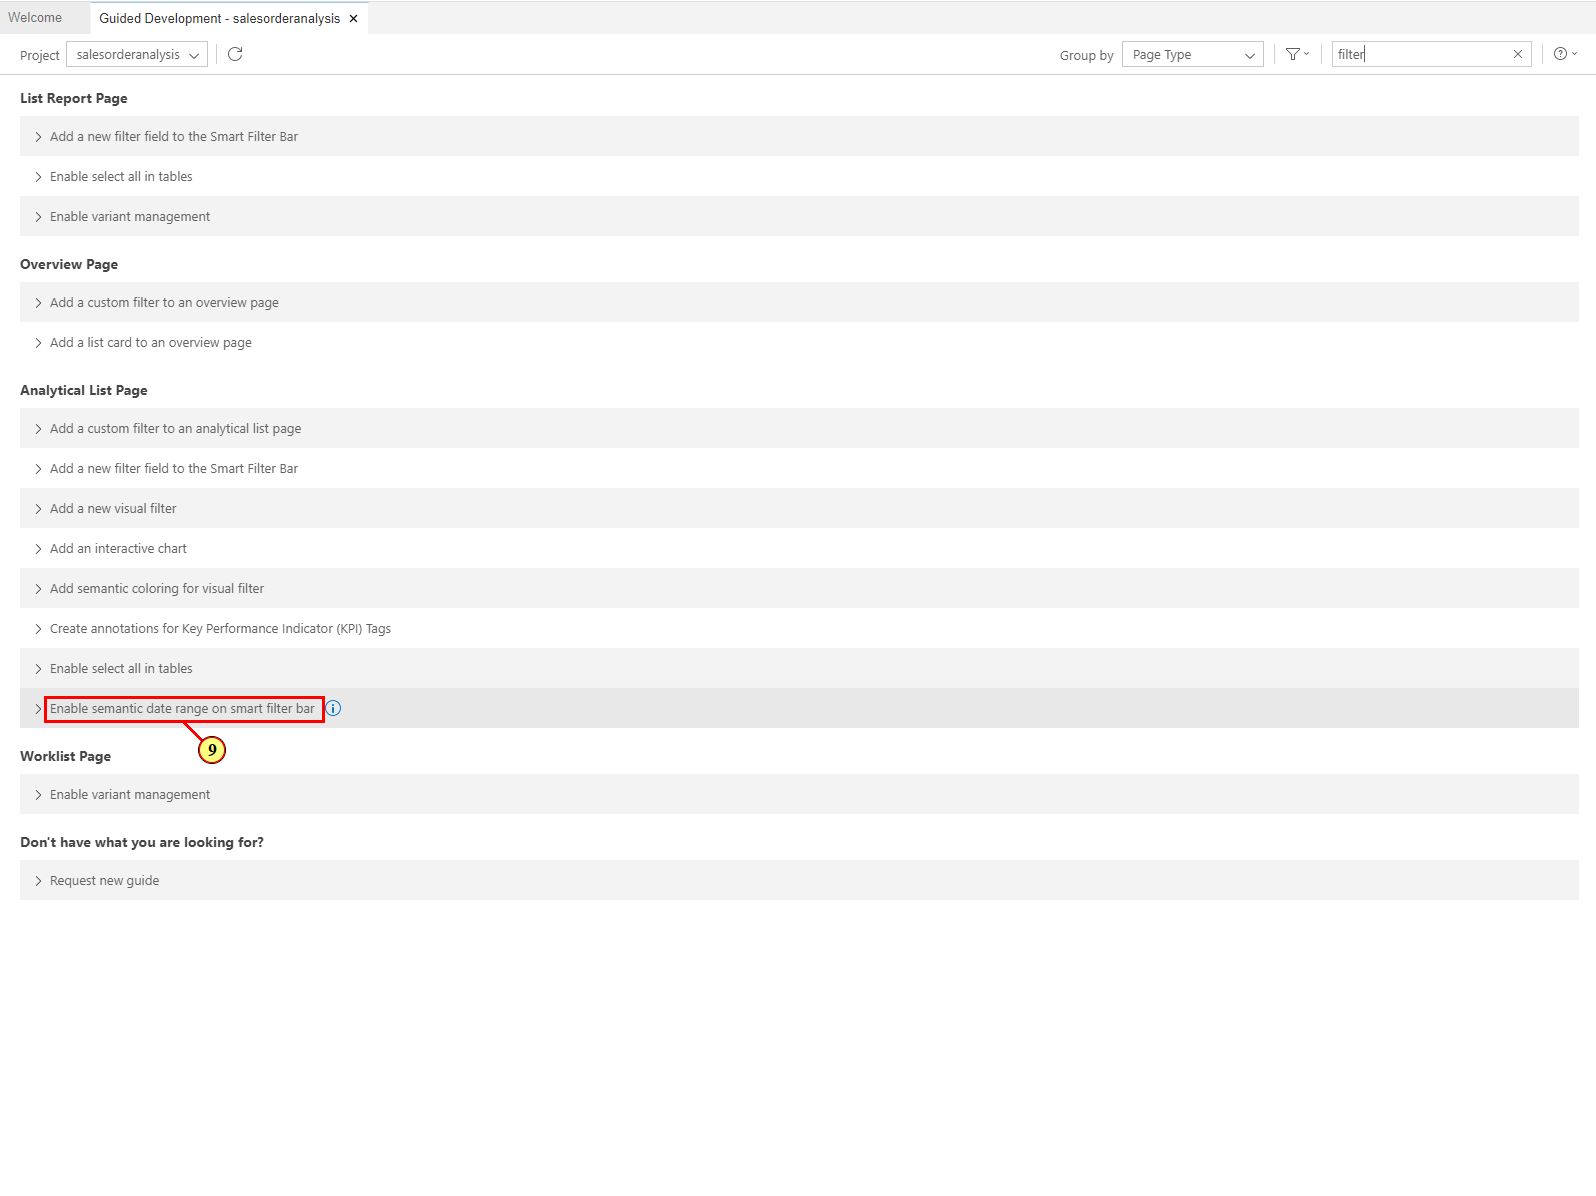 Welcome
Guided Development - salesorderanalysis
Project salesorderanalysis Group by Page Type filter
List Report Page
Add a new filter field to the Smart Filter Bar
Enable select all in tables
Enable variant management
Overview Page
Add a custom filter to an overview page
Add a list card to an overview page
Analytical List Page
Add a custom filter to an analytical list page
Add a new filter field to the Smart Filter Bar
Add a new visual filter
Add an interactive chart
Add semantic coloring for visual filter
Create annotations for Key Performance Indicator (KPI) Tags
Enable select all in tables
Enable semantic date range on smart filter bar
9
Worklist Page
Enable variant management
Don't have what you are looking for?
Request new guide